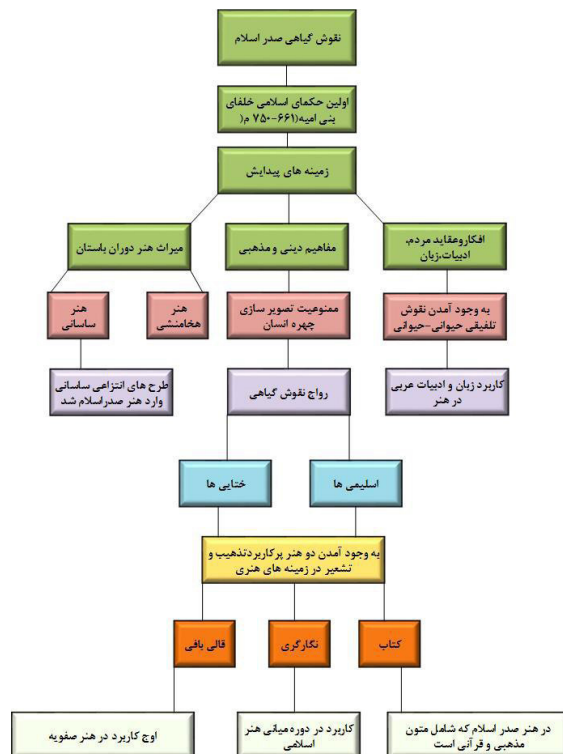 نقوش گیاهی صدر اسلام
اولین حکمای اسلامی خلفای
ینی امیه(۶۶۱-۷۵۰ م(
زمینه های پیدایش
افکاروعقاید مردم،
ادبیات،زبان
مفاهیم دینی و مذهبی
میراث هنر دوران باستان
به وجود آمدن نقوش
تلفیقی حیوانی-حیوانی
ممنوعیت تصویر سازی
چهره انسان
هنر
هخامنشی
هنر
ساسانی
کاربرد زبان و ادبیات عربی
در هنر
رواج نقوش گیاهی
طرح های انتزاعی ساسانی
وارد هنر صدراسلام شد
اسلیمی ها
ختایی ها
به وجود آمدن دو هنر پرکاربردتذهیب و
تشعیر در زمینه های هنری
کتاب
نگارگری
قالی بافی
در هنر صدر اسلام که شامل متون
مذهبی و قرآنی است
کاربرد در دوره میانی هنر
اسلامی
اوج کاربرد در هنر صفویه